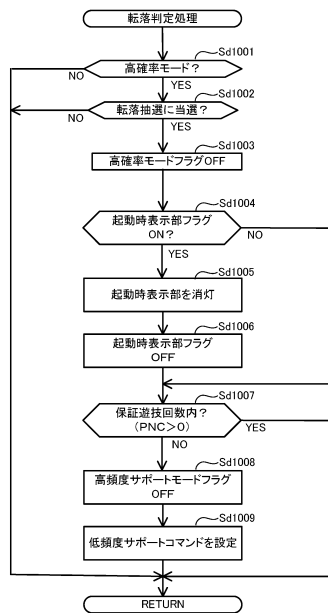 転落判定処理
Sd1001
高確率モード?
NO
YES
Sd1002
転落抽選に当選?
NO
YES
Sd1003
高確率モードフラグOFF
Sd1004
起動時表示部フラグ
ON?
NO
YES
Sd1005
起動時表示部を消灯
Sd1006
起動時表示部フラグ
OFF
Sd1007
保証遊技回数内?
(PNC>0)
YES
NO
Sd1008
高頻度サポートモードフラグ
OFF
Sd1009
低頻度サポートコマンドを設定
RETURN